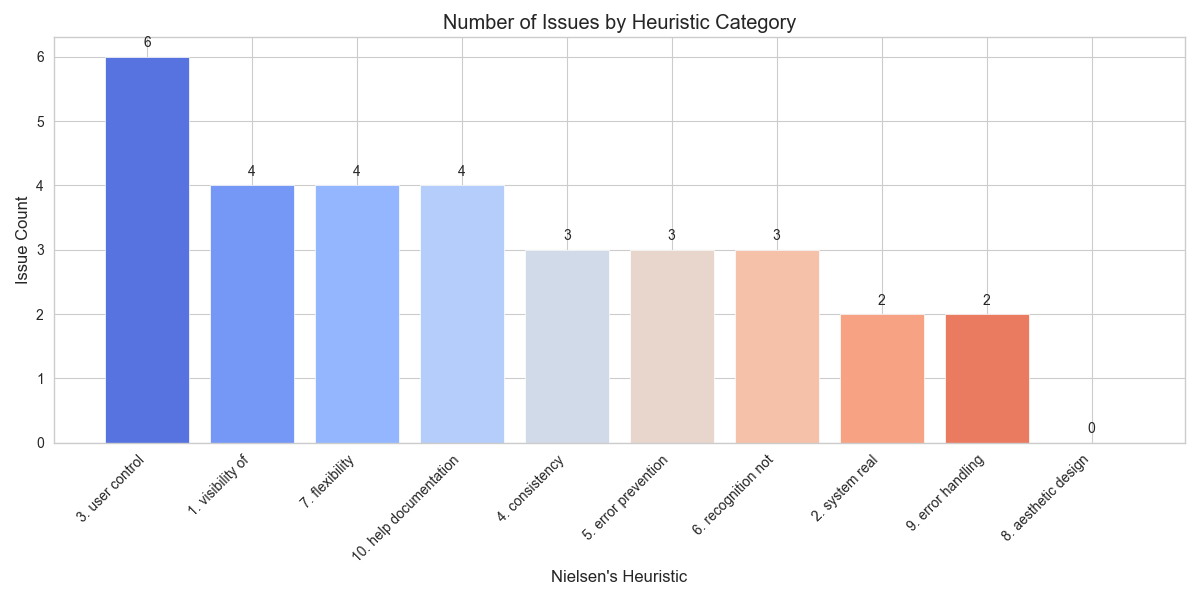 Number of Issues by Heuristic Category
Issue Count
6
5
4
3
2
1
0
6
4
4
4
3
3
3
2
2
0
3. user control
1. visibility of
7. flexibility
10. help documentation
4. consistency
5. error prevention
6. recognition not
2. system real
9. error handling
8. aesthetic design
Nielsen's Heuristic